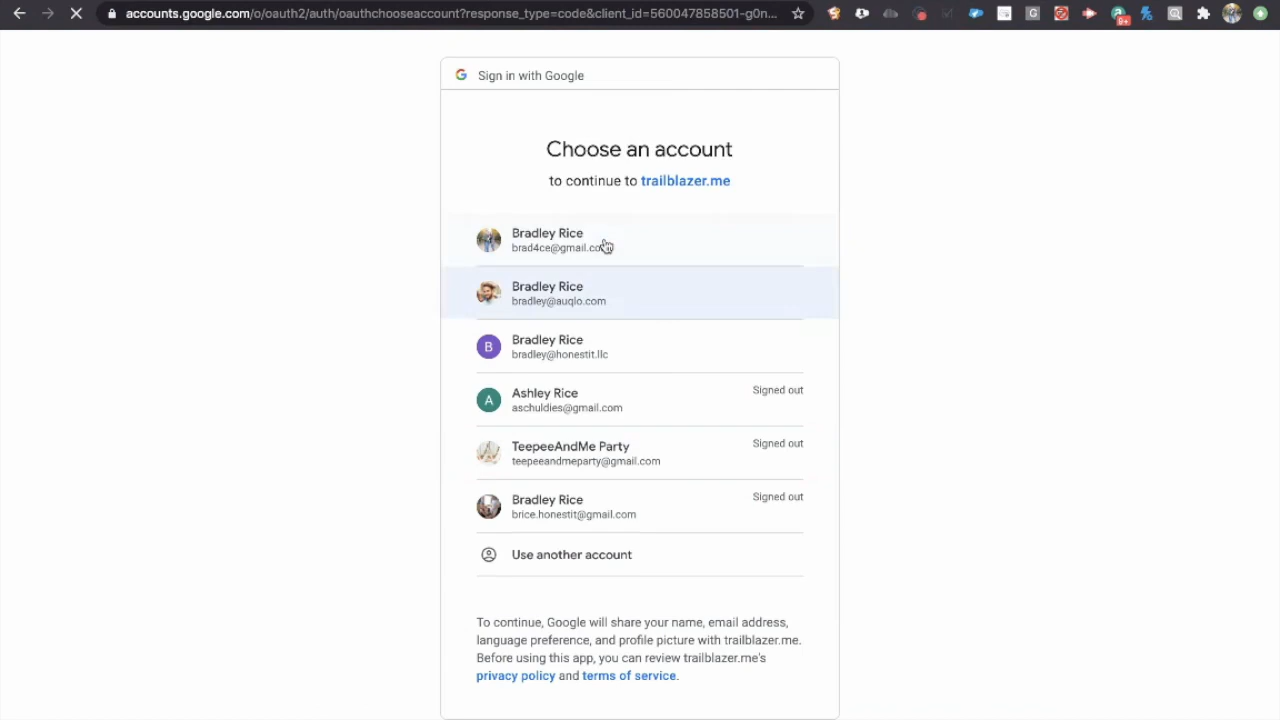 accounts.google.com/o/oauth2/auth/oauthchooseaccount?response_type=code&client_id=560047858501-g0n...
G
9+
Sign in with Google
Choose an account
to continue to trailblazer.me
Bradley Rice
brad4ce@gmail.co
Bradley Rice
bradley@auqlo.com
B
Bradley Rice
bradley@honestit.llc
A
Ashley Rice
Signed out
aschuldies@gmail.com
TeepeeAndMe Party
Signed out
teepeeandmeparty@gmail.com
Bradley Rice
Signed out
brice.honestit@gmail.com
Use another account
To continue, Google will share your name, email address,
language preference, and profile picture with trailblazer.me.
Before using this app, you can review trailblazer.me's
privacy policy and terms of service.